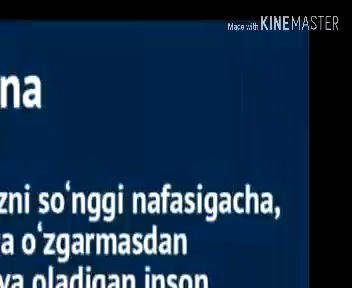 Made with KINEMASTER
na
zni so‘nggi nafasigacha,
a o‘zgarmasdan
ya oladigan inson